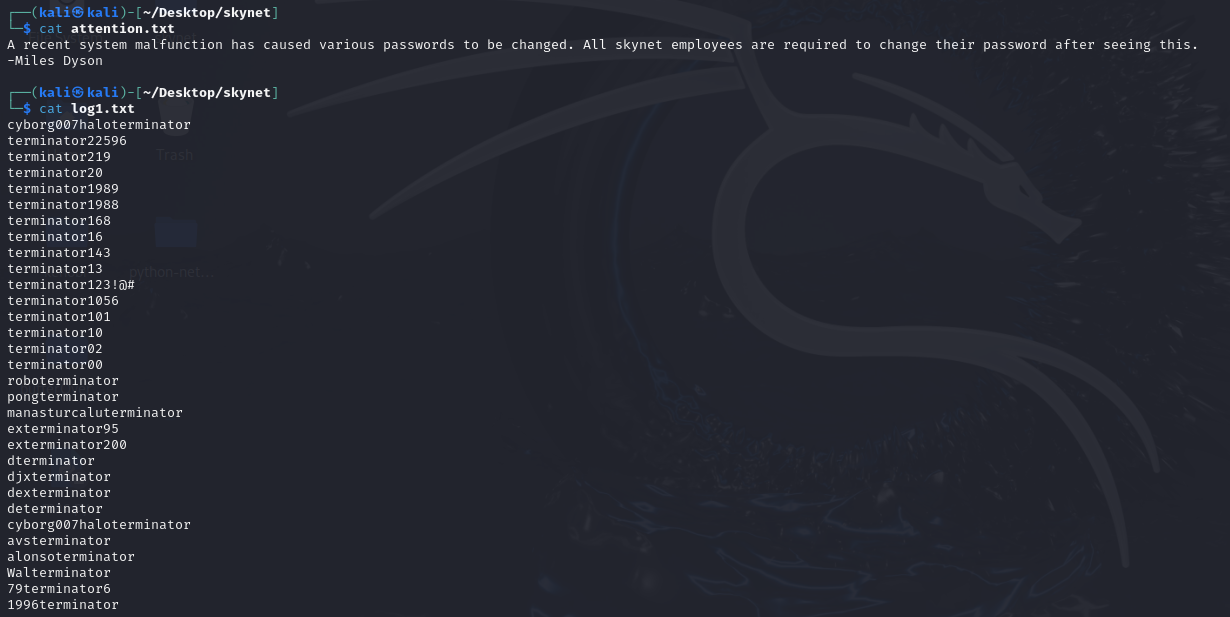 ┌──(kali㉿kali)-[~/Desktop/skynet]
└─$ cat attention.txt
A recent system malfunction has caused various passwords to be changed. All skynet employees are required to change their password after seeing this.
-Miles Dyson
┌──(kali㉿kali)-[~/Desktop/skynet]
└─$ cat log1.txt
cyborg007haloterminator
terminator22596
terminator219
Trash
terminator20
terminator1989
terminator1988
terminator168
terminator16
terminator143
terminator13
python-net...
terminator123!@#
terminator1056
terminator101
terminator10
terminator02
terminator00
roboterminator
pongterminator
manasturcaluterminator
exterminator95
exterminator200
dterminator
djxterminator
dexterminator
determinator
cyborg007haloterminator
avsterminator
alonsoterminator
Walterminator
79terminator6
1996terminator